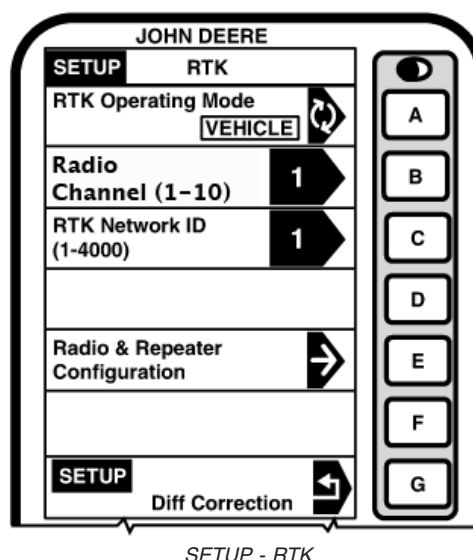 JOHN DEERE
SETUP RTK
RTK Operating Mode
VEHICLE
A
Radio
Channel (1-10)
1
B
RTK Network ID
(1-4000)
1
C
D
Radio & Repeater
Configuration
E
F
SETUP
Diff Correction
G
SETUP - RTK